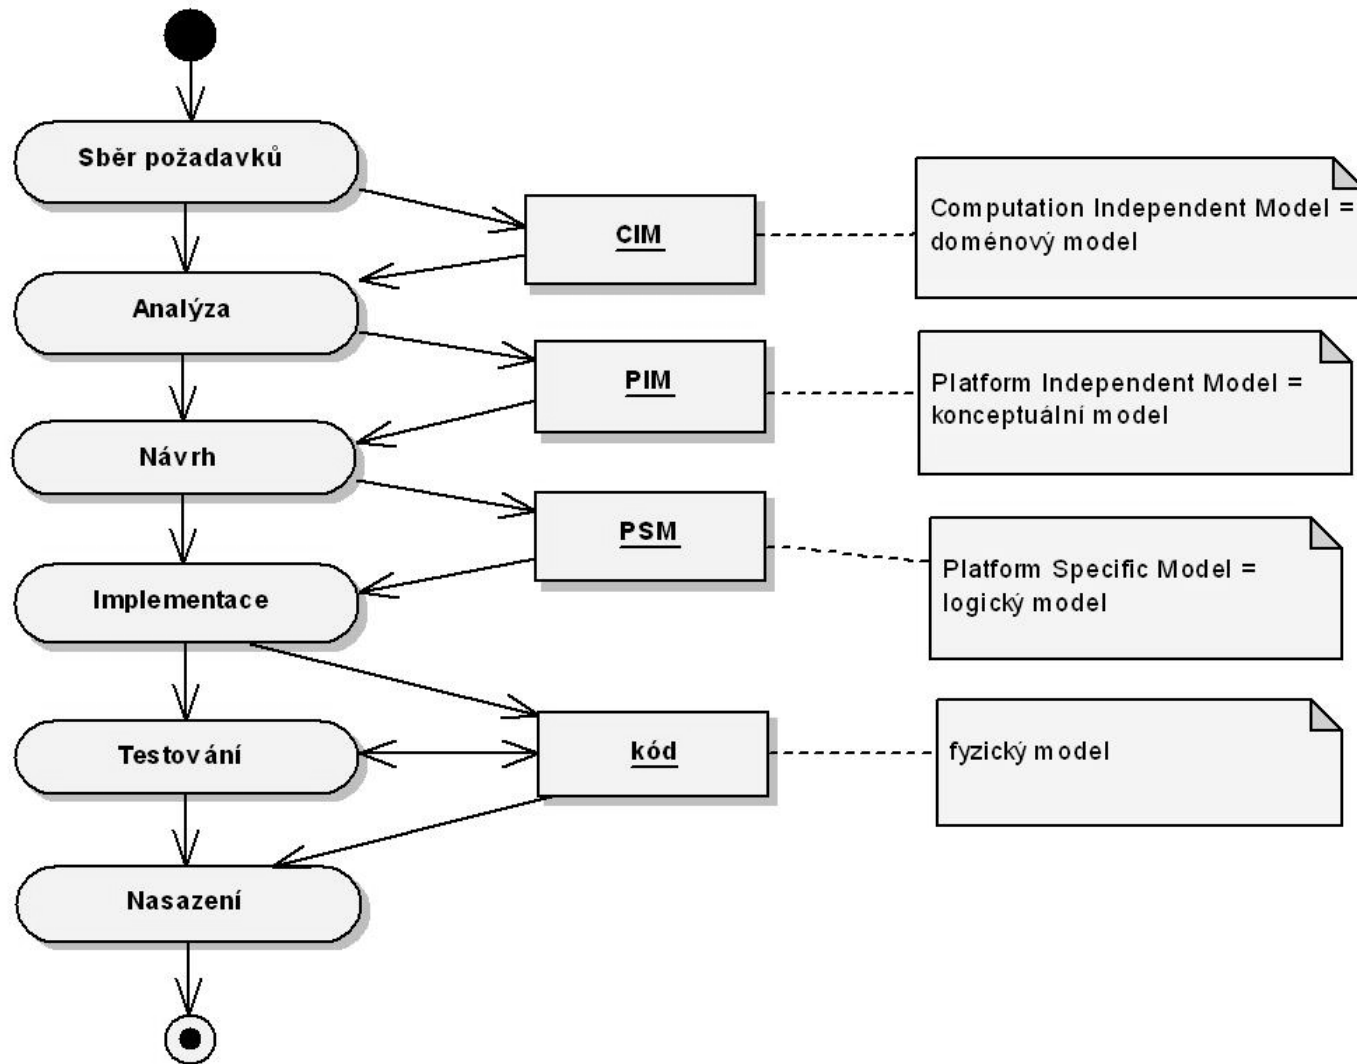 Sběr požadavků
CIM
Computation Independent Model =
doménový model
Analýza
PIM
Platform Independent Model =
konceptuální model
Návrh
PSM
Platform Specific Model =
logický model
Implementace
Testování
kód
fyzický model
Nasazení